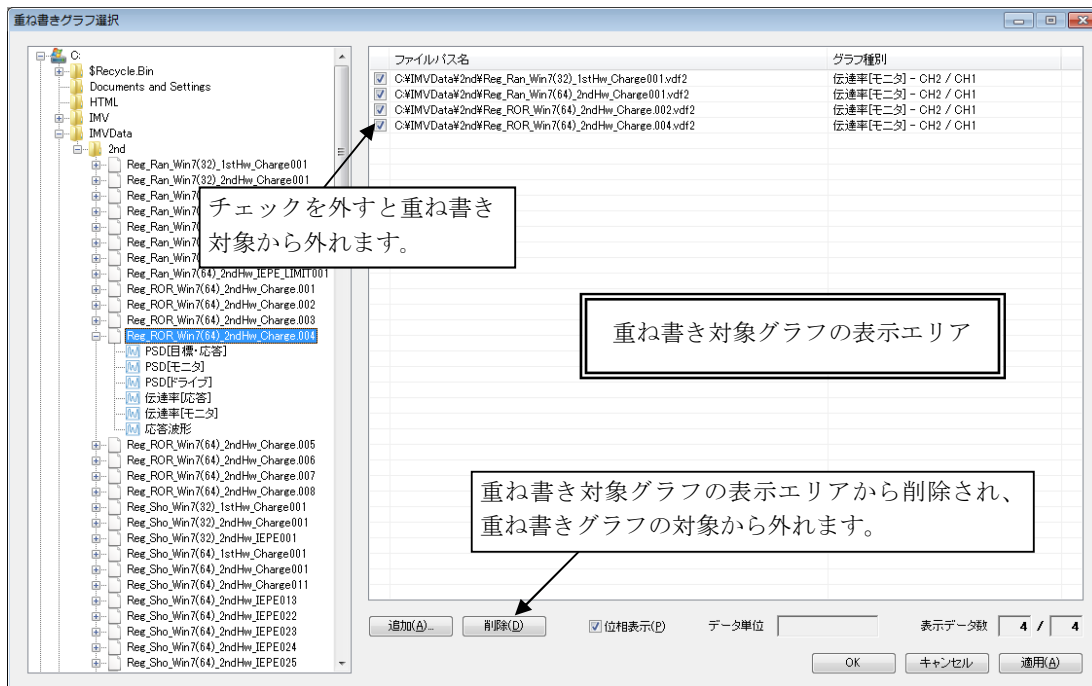 重ね書きグラフ選択
C:
$Recycle.Bin
Documents and Settings
HTML
IMV
IMVData
2nd
Reg_Ran_Win7(32)_1stHw_Charge001
Reg_Ran_Win7(32)_2ndHw_Charge001
Reg_Ran_Win7(
Reg_Ran_Win7(
Reg_Ran_Win7(
Reg_Ran_Win7(
Reg_Ran_Win7(
Reg_Ran_Win7(64)_2ndHw_IEPE_LIMIT001
Reg_ROR_Win7(64)_2ndHw_Charge.001
Reg_ROR_Win7(64)_2ndHw_Charge.002
Reg_ROR_Win7(64)_2ndHw_Charge.003
Reg_ROR_Win7(64)_2ndHw_Charge.004
PSD[目標・応答]
PSD[モニタ]
PSD[ドライブ]
伝達率[応答]
伝達率[モニタ]
応答波形
Reg_ROR_Win7(64)_2ndHw_Charge.005
Reg_ROR_Win7(64)_2ndHw_Charge.006
Reg_ROR_Win7(64)_2ndHw_Charge.007
Reg_ROR_Win7(64)_2ndHw_Charge.008
Reg_Sho_Win7(32)_1stHw_Charge001
Reg_Sho_Win7(32)_2ndHw_Charge001
Reg_Sho_Win7(32)_2ndHw_IEPE001
Reg_Sho_Win7(64)_1stHw_Charge001
Reg_Sho_Win7(64)_2ndHw_Charge001
Reg_Sho_Win7(64)_2ndHw_Charge011
Reg_Sho_Win7(64)_2ndHw_IEPE013
Reg_Sho_Win7(64)_2ndHw_IEPE022
Reg_Sho_Win7(64)_2ndHw_IEPE023
Reg_Sho_Win7(64)_2ndHw_IEPE024
Reg_Sho_Win7(64)_2ndHw_IEPE025
ファイルパス名 グラフ種別
C:¥IMVData¥2nd¥Reg_Ran_Win7(32)_1stHw_Charge001.vdf2 伝達率[モニタ] - CH2 / CH1
C:¥IMVData¥2nd¥Reg_Ran_Win7(64)_2ndHw_Charge001.vdf2 伝達率[モニタ] - CH2 / CH1
C:¥IMVData¥2nd¥Reg_ROR_Win7(64)_2ndHw_Charge.002.vdf2 伝達率[モニタ] - CH2 / CH1
C:¥IMVData¥2nd¥Reg_ROR_Win7(64)_2ndHw_Charge.004.vdf2 伝達率[モニタ] - CH2 / CH1
チェックを外すと重ね書き
対象から外れます。
重ね書き対象グラフの表示エリア
重ね書き対象グラフの表示エリアから削除され、
重ね書きグラフの対象から外れます。
追加(A)... 削除(D) 位相表示(P) データ単位 表示データ数 4 / 4
OK キャンセル 適用(A)